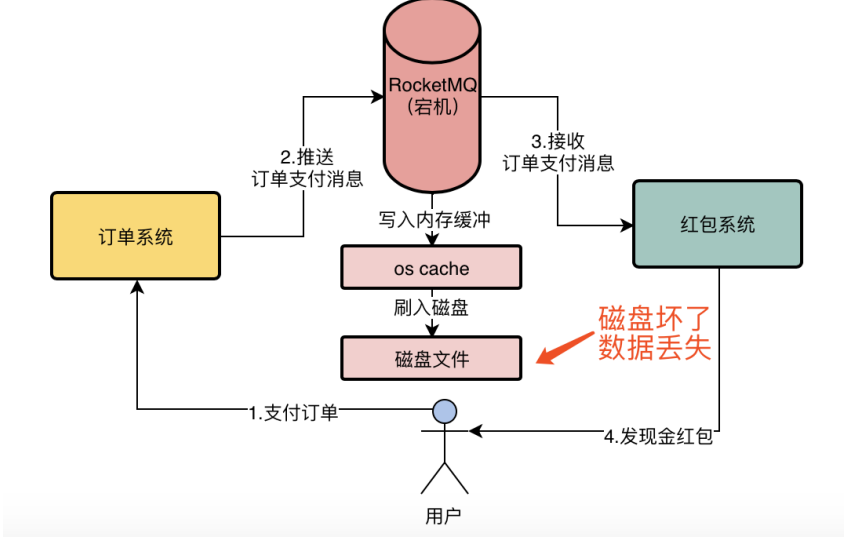 RocketMQ
（宕机）
2.推送
订单支付消息
3.接收
订单支付消息
订单系统
写入内存缓冲
红包系统
os cache
刷入磁盘
磁盘坏了
数据丢失
磁盘文件
1.支付订单
4.发现金红包
用户